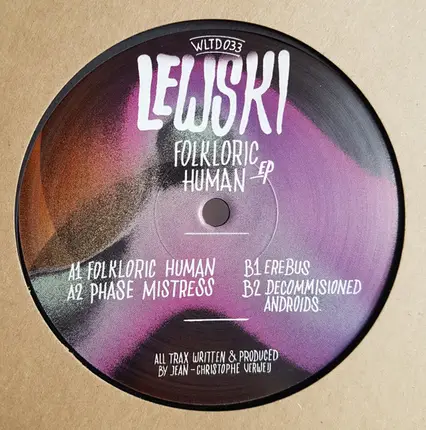 WLTD033
LEWSKI
FOLKLORIC
HUMAN EP
A1 FOLKLORIC HUMAN
A2 PHASE MISTRESS
B1 EREBUS
B2 DECOMMISIONED
ANDROIDS.
ALL TRAX WRITTEN & PRODUCED
BY JEAN-CHRISTOPHE VERWEIJ